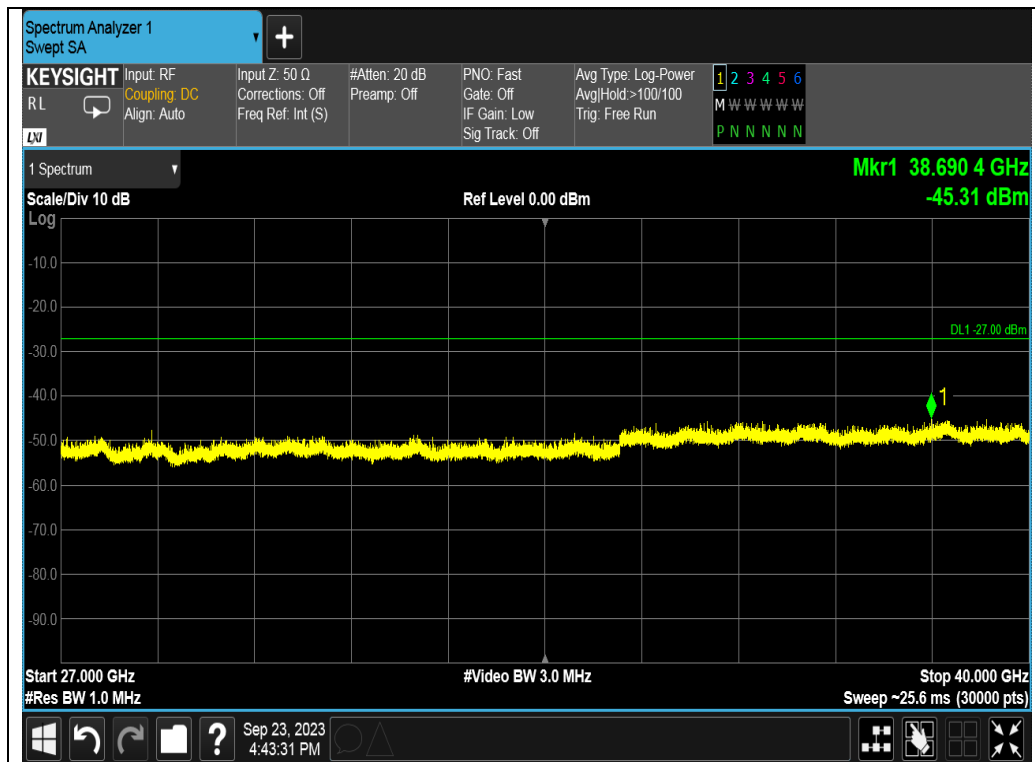 Spectrum Analyzer 1
Swept SA
+
KEYSIGHT
R L
LXI
Input: RF
Coupling: DC
Align: Auto
Input Z: 50 Ω
Corrections: Off
Freq Ref: Int (S)
#Atten: 20 dB
Preamp: Off
PNO: Fast
Gate: Off
IF Gain: Low
Sig Track: Off
Avg Type: Log-Power
Avg|Hold:>100/100
Trig: Free Run
1 2 3 4 5 6
M W W W W W
P N N N N N
1 Spectrum
Mkr1 38.690 4 GHz
-45.31 dBm
Scale/Div 10 dB
Ref Level 0.00 dBm
Log
-10.0
-20.0
DL1 -27.00 dBm
-30.0
-40.0
1
-50.0
-60.0
-70.0
-80.0
-90.0
Start 27.000 GHz
#Video BW 3.0 MHz
Stop 40.000 GHz
#Res BW 1.0 MHz
Sweep ~25.6 ms (30000 pts)
?
Sep 23, 2023
4:43:31 PM